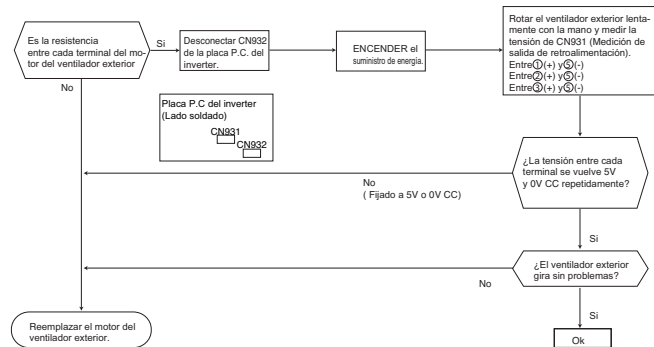 Es la resistencia
entre cada terminal del mo-
tor del ventilador exterior
Si
No
Desconectar CN932
de la placa P.C. del
inverter.
ENCENDER el
suministro de energía.
Rotar el ventilador exterior lenta-
mente con la mano y medir la
tensión de CN931 (Medición de
salida de retroalimentación).
Entre①(+) y⑤(-)
Entre②(+) y⑤(-)
Entre③(+) y⑤(-)
Placa P.C del inverter
(Lado soldado)
CN931
CN932
¿La tensión entre cada
terminal se vuelve 5V
y 0V CC repetidamente?
No
( Fijado a 5V o 0V CC)
Si
¿El ventilador exterior
gira sin problemas?
No
Si
Reemplazar el motor del
ventilador exterior.
Ok